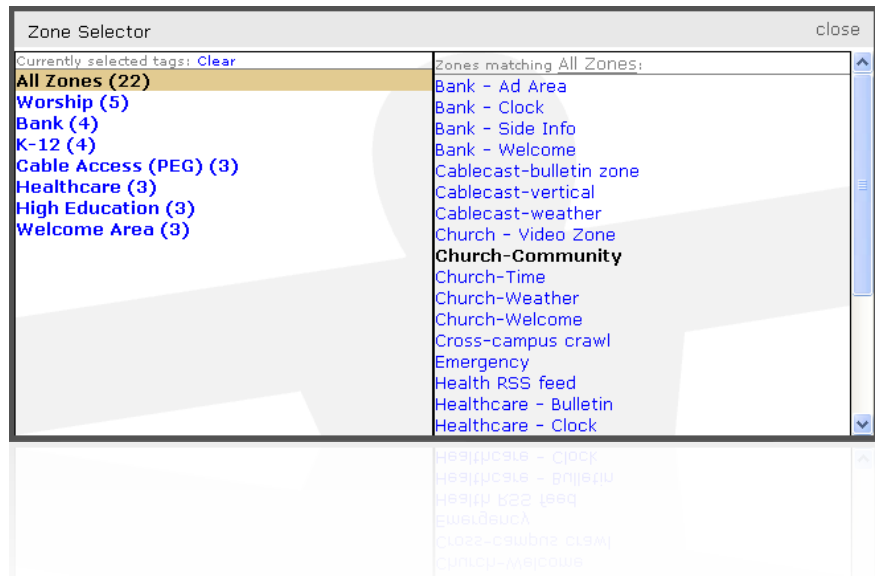 Zone Selector
close
Currently selected tags: Clear
All Zones (22)
Worship (5)
Bank (4)
K-12 (4)
Cable Access (PEG) (3)
Healthcare (3)
High Education (3)
Welcome Area (3)
Zones matching All Zones:
Bank - Ad Area
Bank - Clock
Bank - Side Info
Bank - Welcome
Cablecast-bulletin zone
Cablecast-vertical
Cablecast-weather
Church - Video Zone
Church-Community
Church-Time
Church-Weather
Church-Welcome
Cross-campus crawl
Emergency
Health RSS feed
Healthcare - Bulletin
Healthcare - Clock